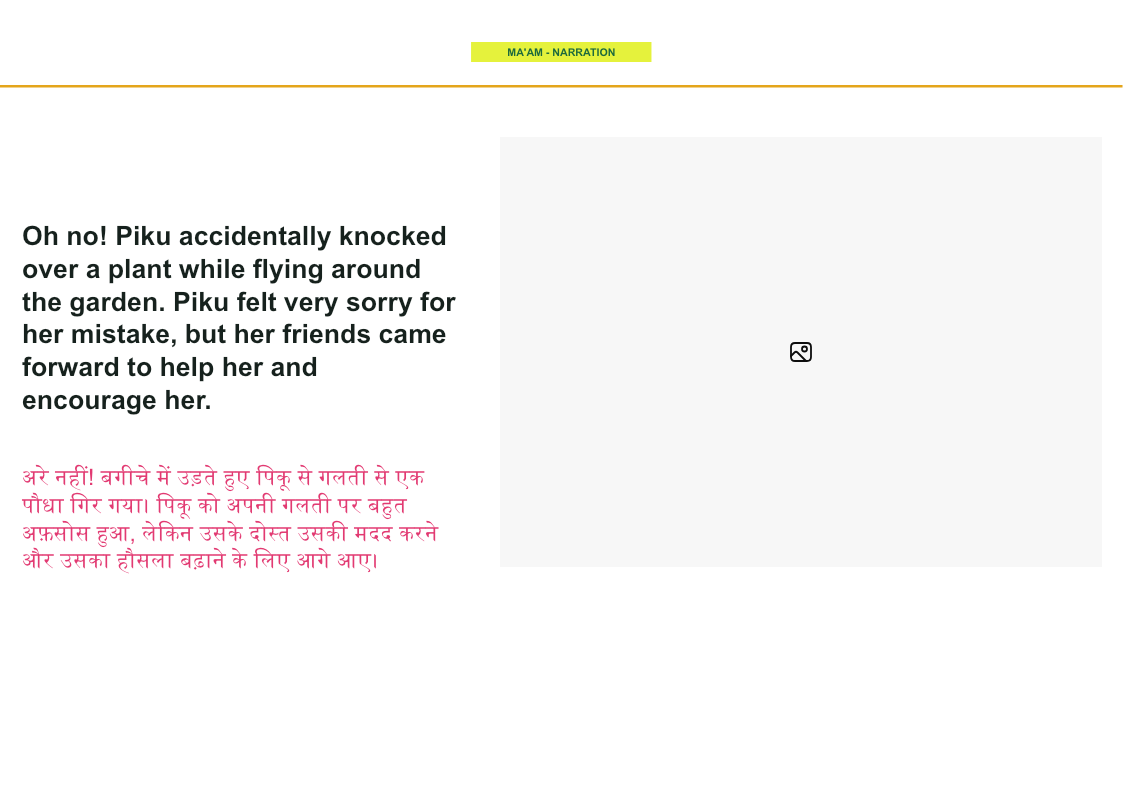 MA'AM - NARRATION
Oh no! Piku accidentally knocked
over a plant while flying around
the garden. Piku felt very sorry for
her mistake, but her friends came
forward to help her and
encourage her.
अरे नहीं! बगीचे में उड़ते हुए पिकू से गलती से एक
पौधा गिर गया। पिकू को अपनी गलती पर बहुत
अफ़सोस हुआ, लेकिन उसके दोस्त उसकी मदद करने
और उसका हौसला बढ़ाने के लिए आगे आए।